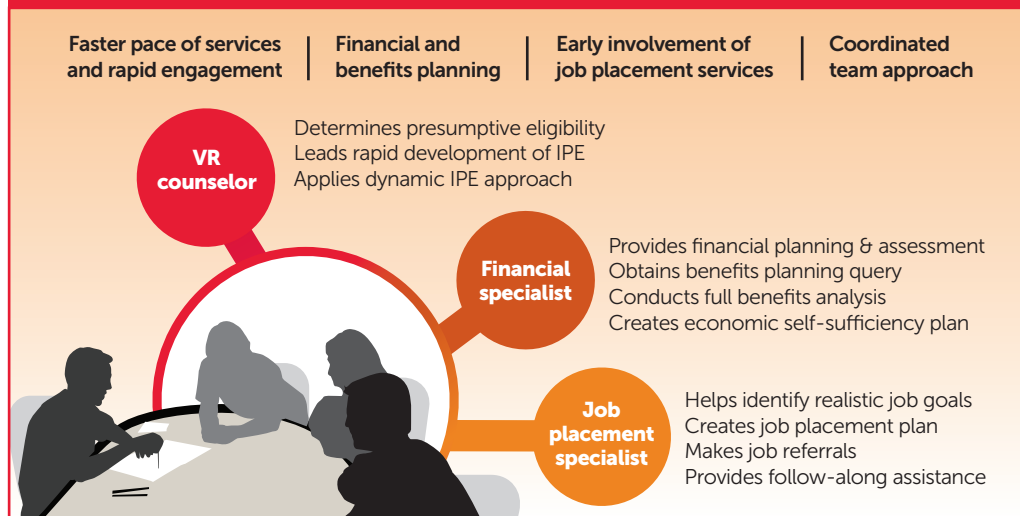 Faster pace of services
and rapid engagement
Financial and
benefits planning
Early involvement of
job placement services
Coordinated
team approach
VR
counselor
Determines presumptive eligibility
Leads rapid development of IPE
Applies dynamic IPE approach
Financial
specialist
Provides financial planning & assessment
Obtains benefits planning query
Conducts full benefits analysis
Creates economic self-sufficiency plan
Job
placement
specialist
Helps identify realistic job goals
Creates job placement plan
Makes job referrals
Provides follow-along assistance